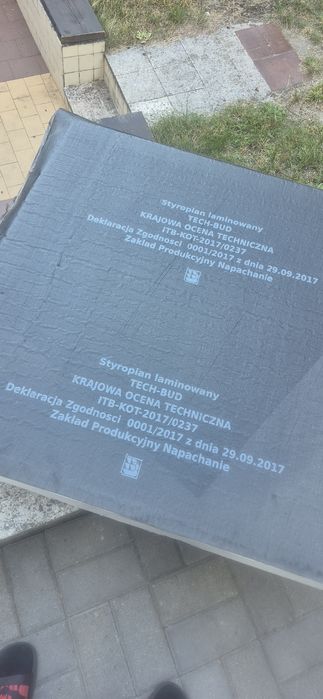 Styropian laminowany
TECH-BUD
KRAJOWA OCENA TECHNICZNA
ITB-KOT-2017/0237
Deklaracja Zgodnosci 0001/2017 z dnia 29.09.2017
Zakład Produkcyjny Napachanie
Styropian laminowany
TECH-BUD
KRAJOWA OCENA TECHNICZNA
ITB-KOT-2017/0237
Deklaracja Zgodnosci 0001/2017 z dnia 29.09.2017
Zakład Produkcyjny Napachanie